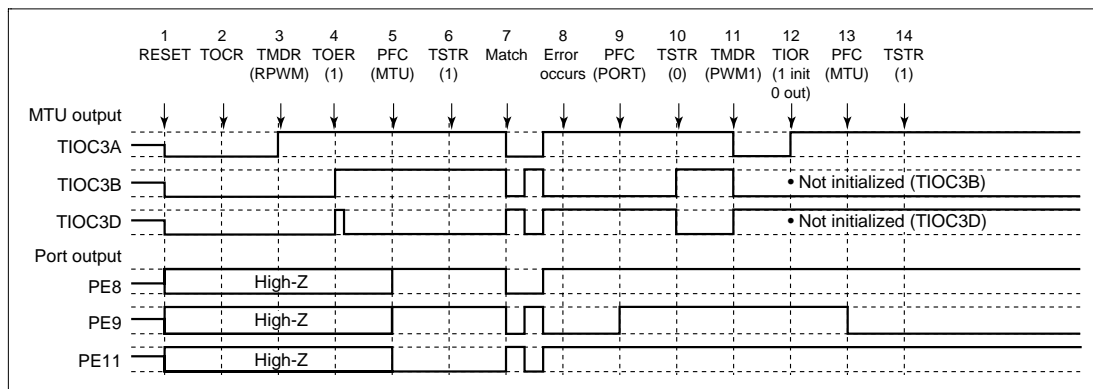 1 2 3 4 5 6 7 8 9 10 11 12 13 14
RESET TOCR TMDR TOER PFC TSTR Match Error PFC TSTR TMDR TIOR PFC TSTR
(RPWM) (1) (MTU) (1) occurs (PORT) (0) (PWM1) (1 init (MTU) (1)
0 out)
MTU output
TIOC3A
TIOC3B • Not initialized (TIOC3B)
TIOC3D • Not initialized (TIOC3D)
Port output
PE8 High-Z
PE9 High-Z
PE11 High-Z